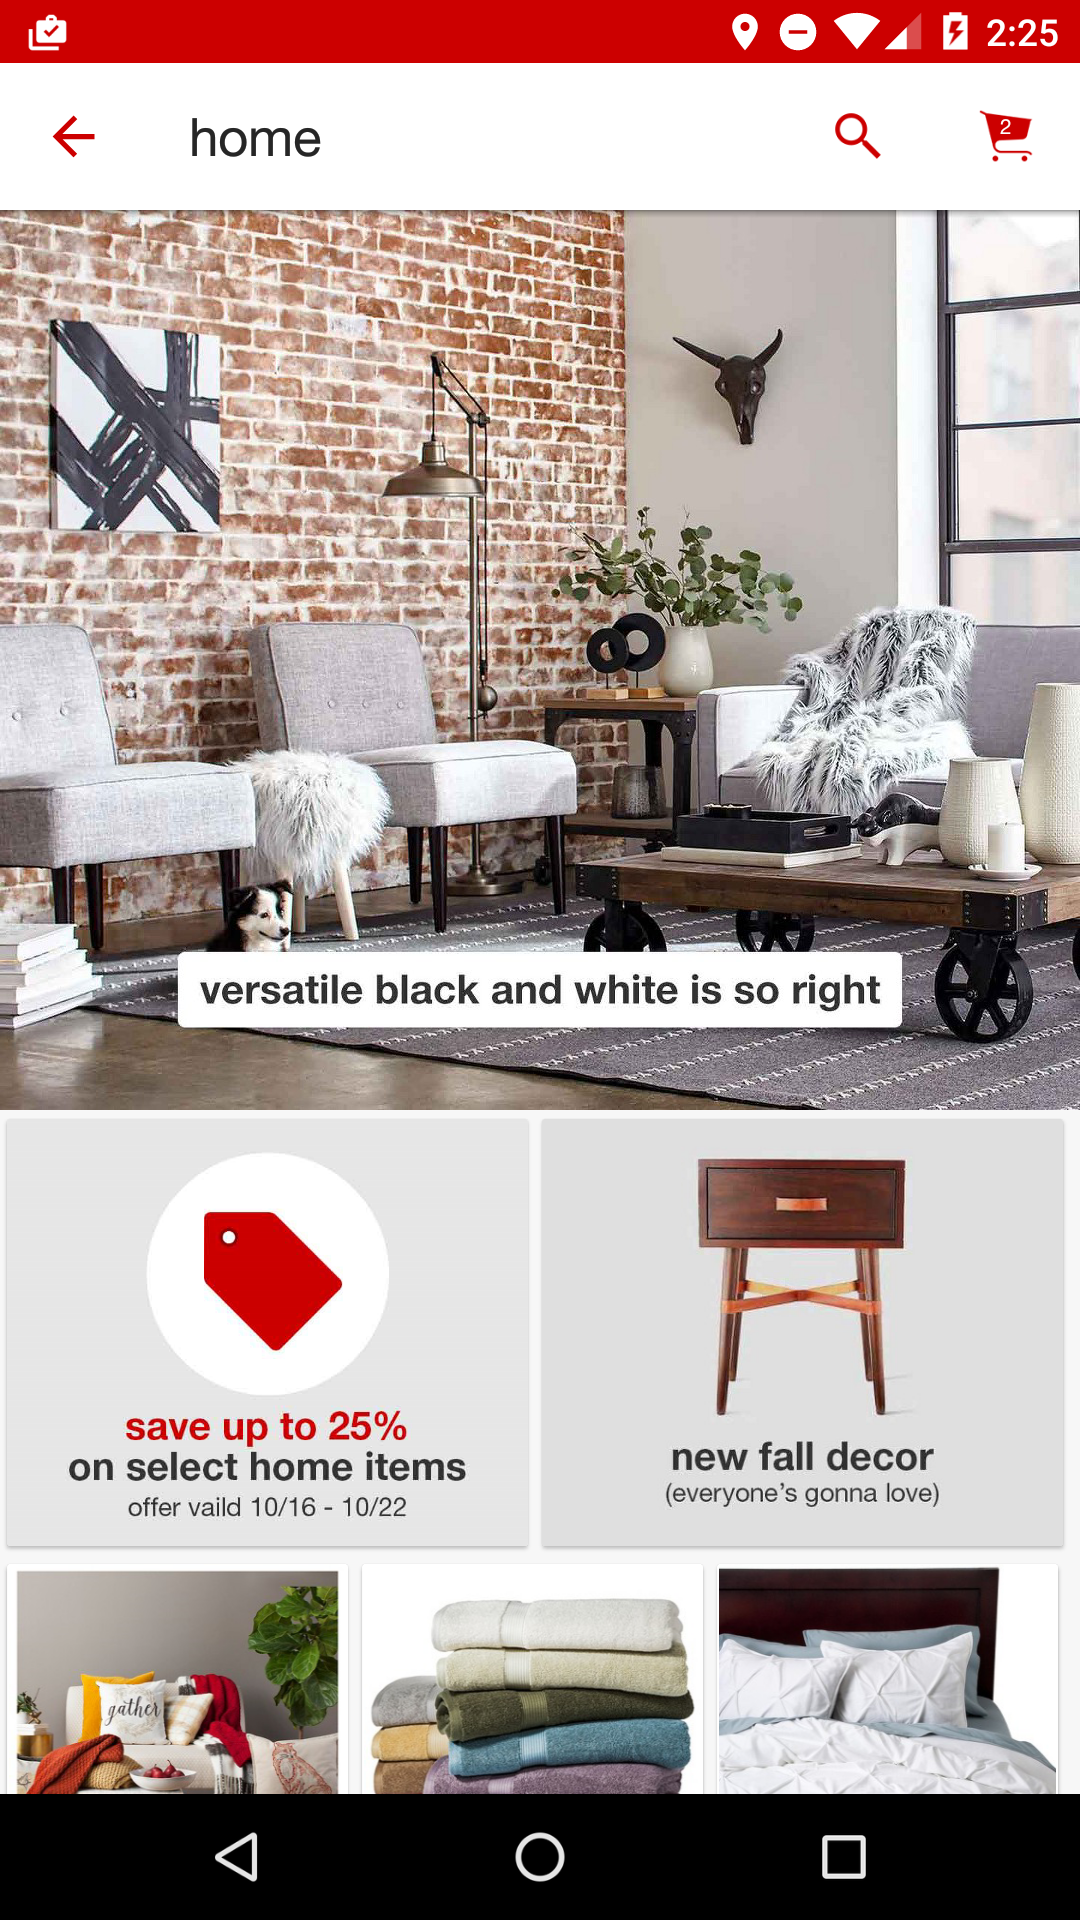 2:25
home
2
versatile black and white is so right
save up to 25%
on select home items
offer vaild 10/16 - 10/22
new fall decor
(everyone's gonna love)
gather